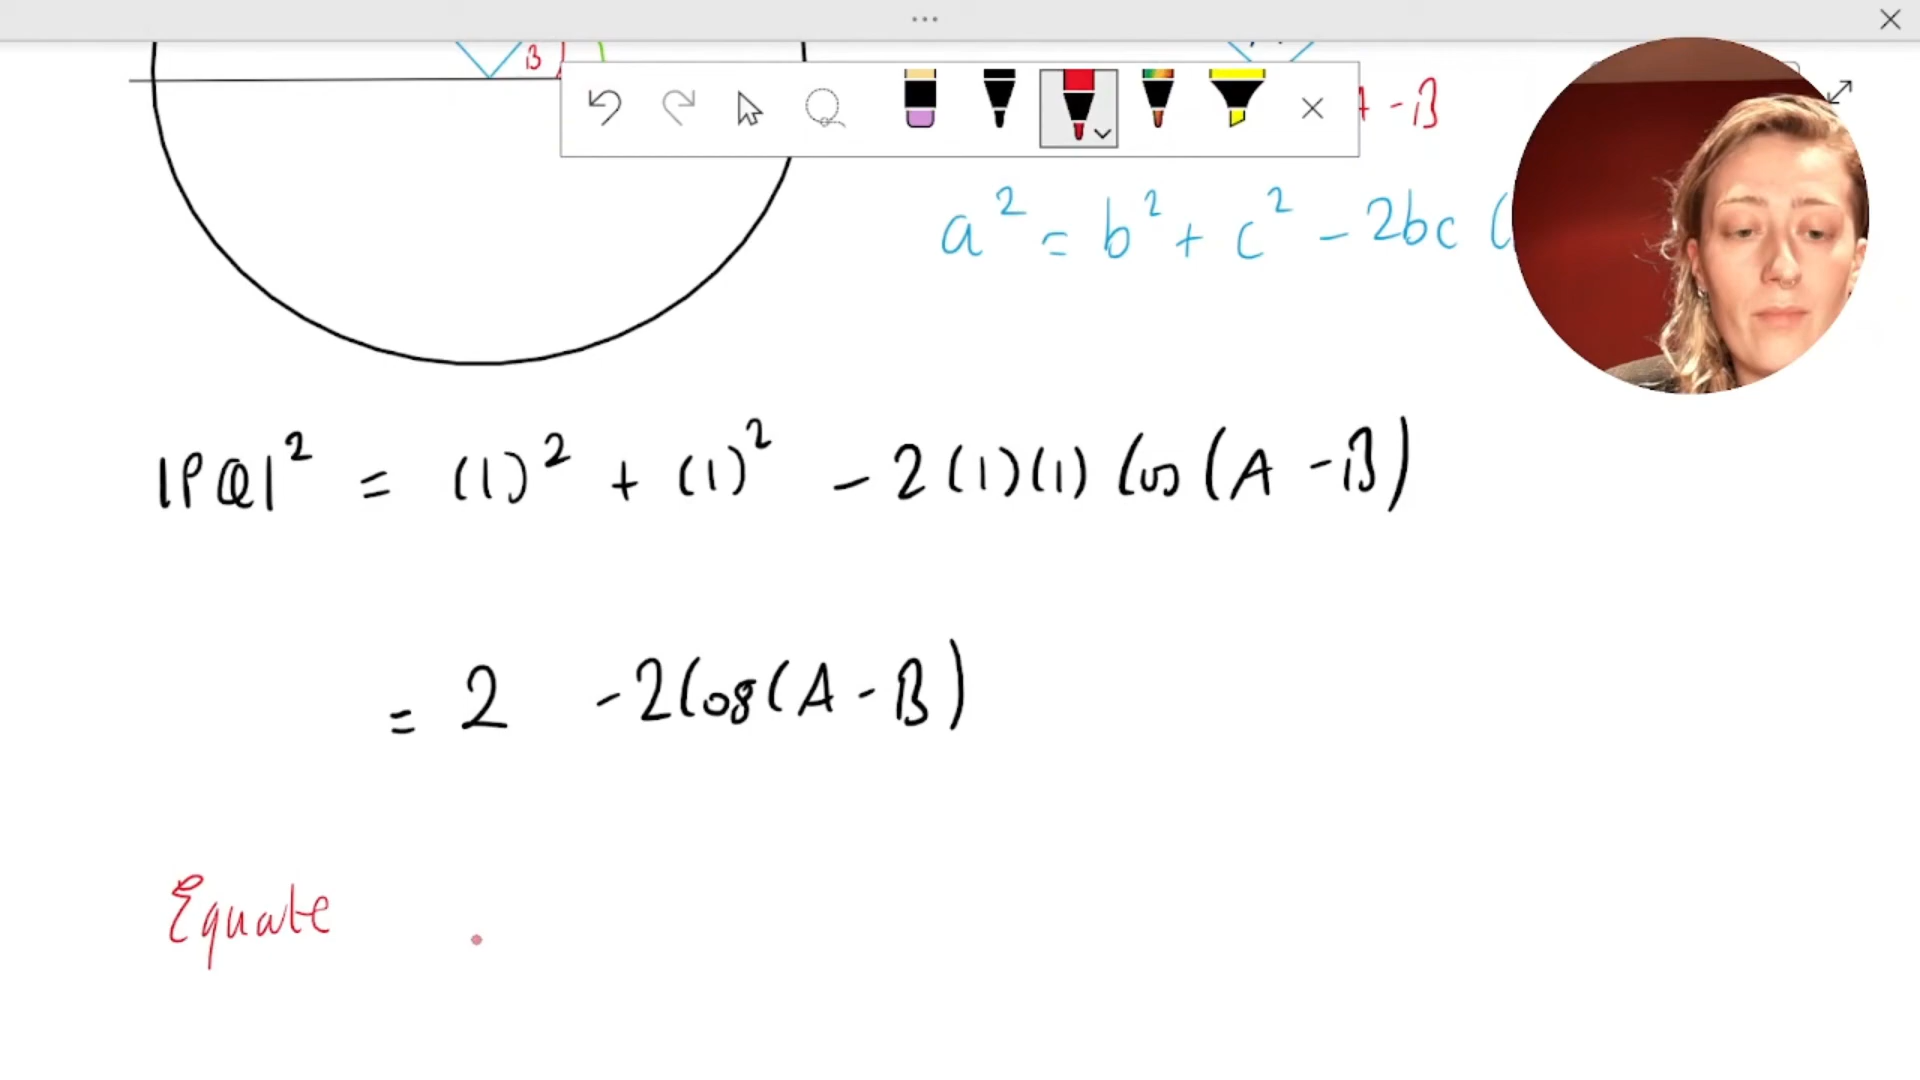 B
A - B
a² = b² + c² - 2bc (
|PQ|² = (1)² + (1)² - 2(1)(1) Cos(A - B)
= 2 - 2Cos(A - B)
Equate